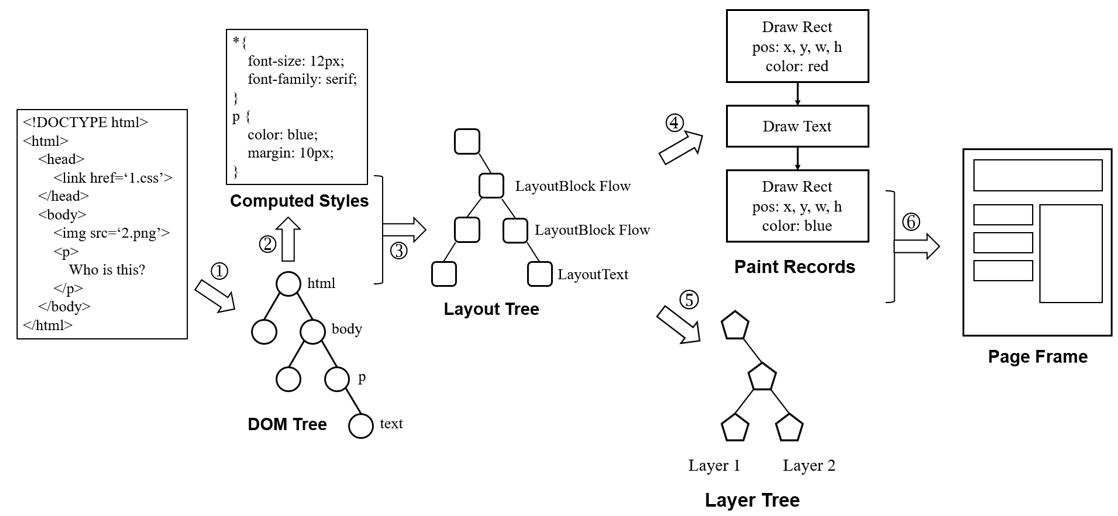 <!DOCTYPE html>
<html>
<head>
<link href=‘1.css’>
</head>
<body>
<img src=‘2.png’>
<p>
Who is this?
</p>
</body>
</html>
①
*{
font-size: 12px;
font-family: serif;
}
p {
color: blue;
margin: 10px;
}
Computed Styles
②
html
body
p
text
DOM Tree
③
LayoutBlock Flow
LayoutBlock Flow
LayoutText
Layout Tree
④
Draw Rect
pos: x, y, w, h
color: red
Draw Text
Draw Rect
pos: x, y, w, h
color: blue
Paint Records
⑤
Layer 1
Layer 2
Layer Tree
⑥
Page Frame